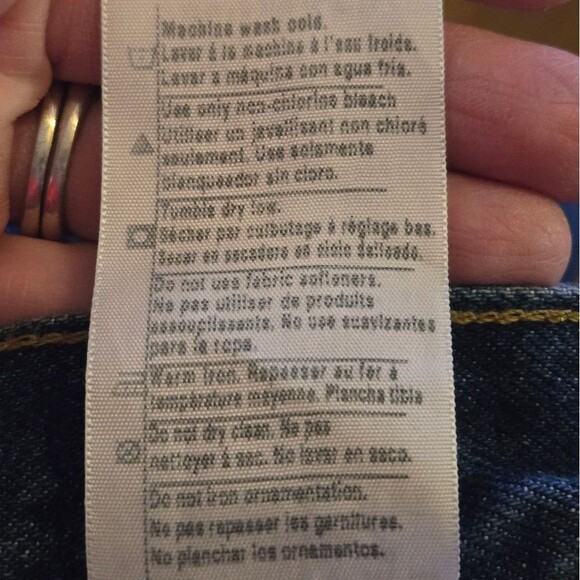 Machine wash cold.
Laver à la machine à l'eau froide.
Lavar a máquina con agua fría.
Use only non-chlorine bleach
Utiliser un javellisant non chloré
seulement. Use solamente
blanqueador sin cloro.
Tumble dry low.
Sécher par culbutage à réglage bas.
Secar en secadora en ciclo delicado.
Do not use fabric softeners.
Ne pas utiliser de produits
assouplissants. No use suavizantes
para la ropa.
Warm iron. Repasser au fer à
température moyenne. Plancha tibia
Do not dry clean. Ne pas
nettoyer à sec. No lavar en seco.
Do not iron ornamentation.
Ne pas repasser les garnitures.
No planchar los ornamentos.